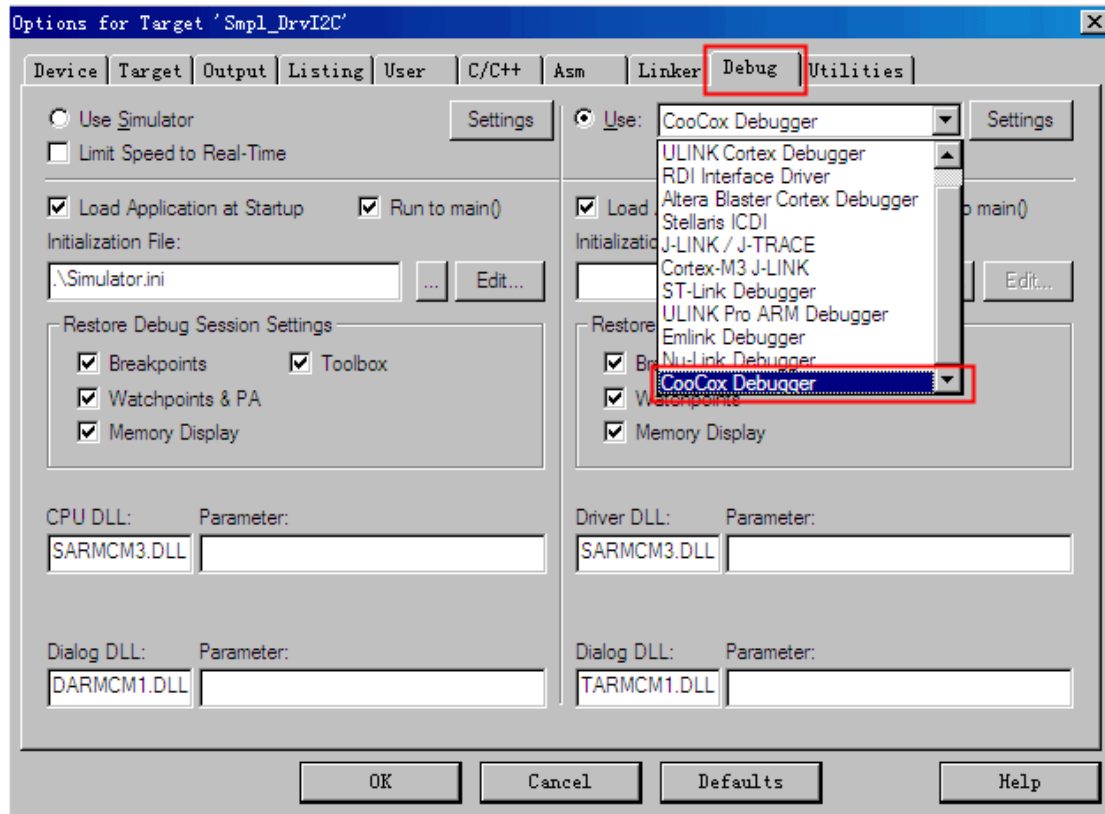 Options for Target 'Smpl_DrvI2C'
Device Target Output Listing User C/C++ Asm Linker Debug Utilities
Use Simulator Settings
Limit Speed to Real-Time
Use: CooCox Debugger Settings
ULINK Cortex Debugger
RDI Interface Driver
Altera Blaster Cortex Debugger
Stellaris ICDI
J-LINK / J-TRACE
Cortex-M3 J-LINK
ST-Link Debugger
ULINK Pro ARM Debugger
Emlink Debugger
Nu-Link Debugger
CooCox Debugger
Load Application at Startup Run to main()
Initialization File:
.\Simulator.ini ... Edit...
Restore Debug Session Settings
Breakpoints Toolbox
Watchpoints & PA
Memory Display
Load main()
Edit...
Restore
Watchpoints
Memory Display
CPU DLL: Parameter:
SARMCM3.DLL
Driver DLL: Parameter:
SARMCM3.DLL
Dialog DLL: Parameter:
DARMCM1.DLL
Dialog DLL: Parameter:
TARMCM1.DLL
OK Cancel Defaults Help